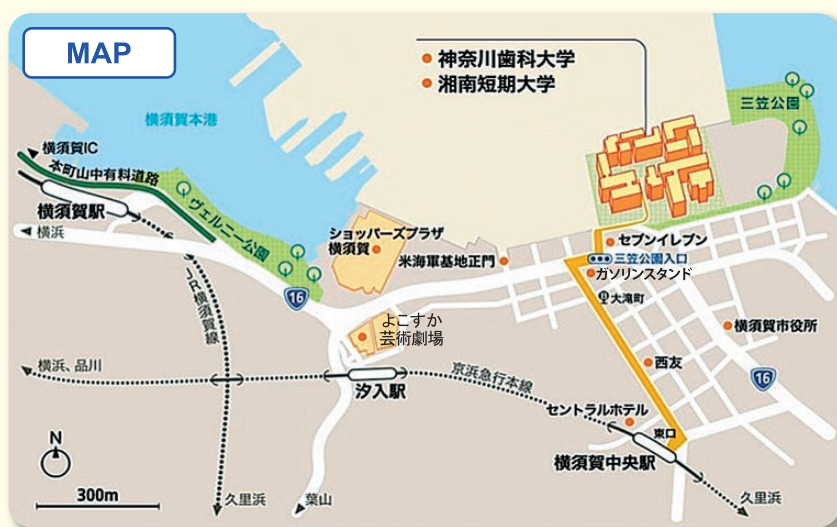 MAP
神奈川歯科大学
湘南短期大学
三笠公園
横須賀本港
横須賀IC
本町山中有料道路
横須賀駅
横浜
ヴェルニー公園
ショッパーズプラザ
横須賀
米海軍基地正門
セブンイレブン
三笠公園入口
ガソリンスタンド
大滝町
16
JR横須賀線
よこすか
芸術劇場
横須賀市役所
西友
16
横浜、品川
汐入駅
京浜急行本線
セントラルホテル
東口
横須賀中央駅
N
300m
久里浜
葉山
久里浜